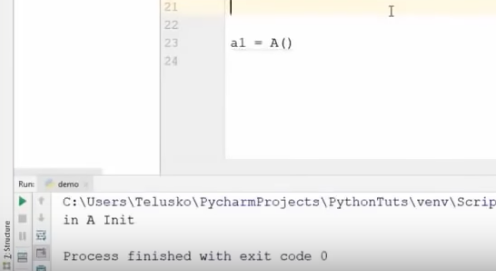 21
22
23 a1 = A()
24
Run: demo
C:\Users\Telusko\PycharmProjects\PythonTuts\venv\Scrip
in A Init
Process finished with exit code 0
Z: Structure